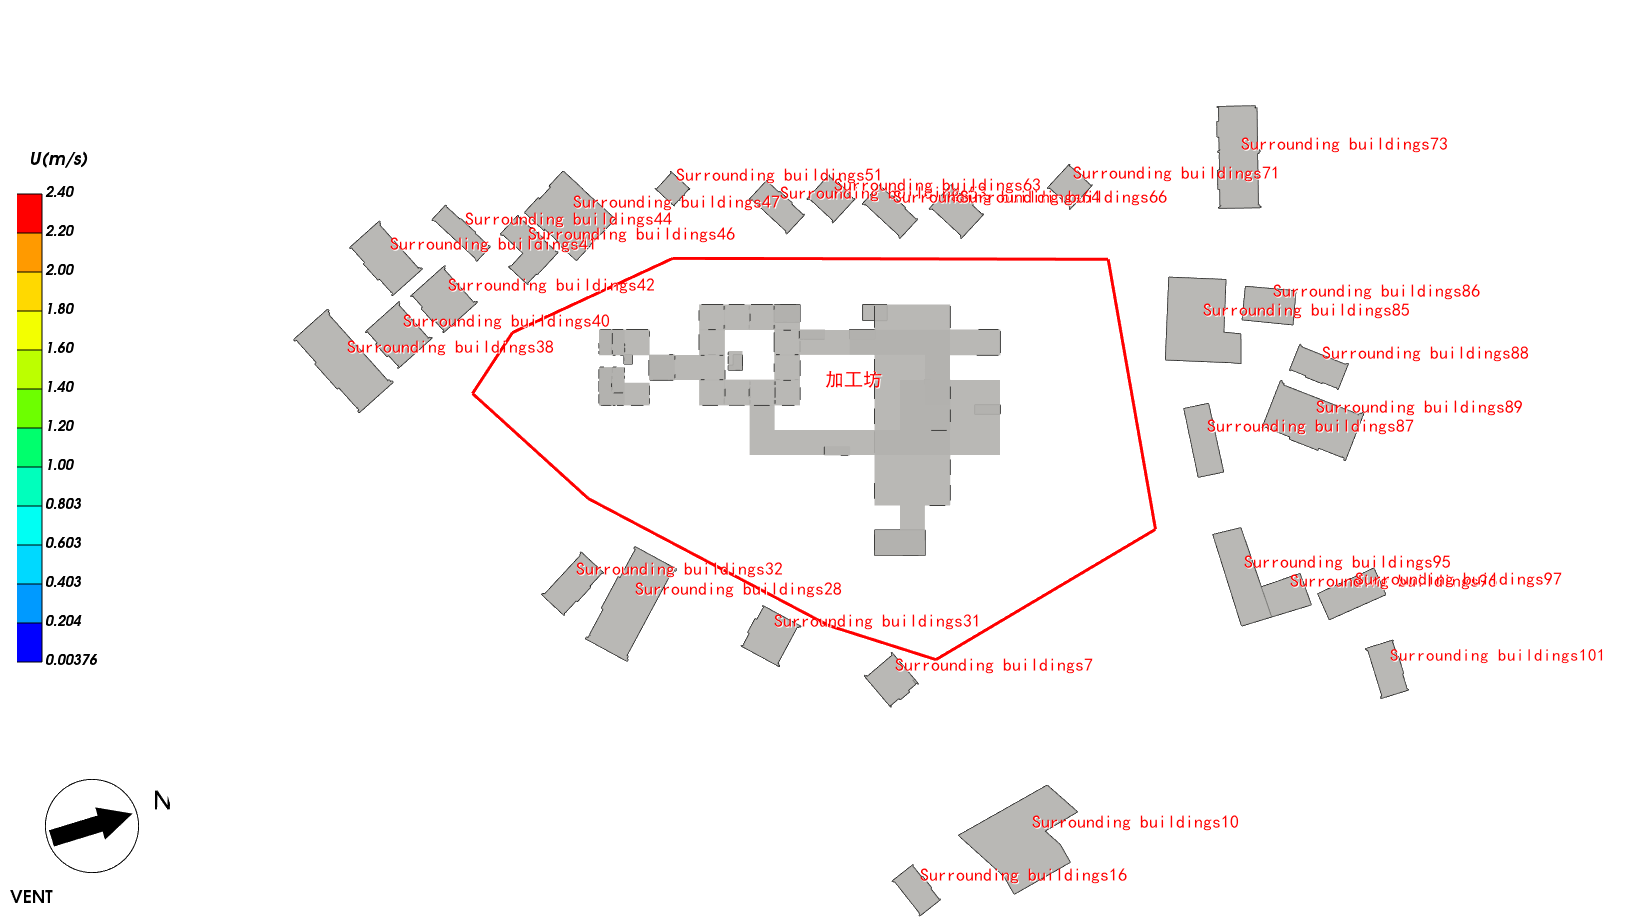 U(m/s)
2.40
2.20
2.00
1.80
1.60
1.40
1.20
1.00
0.803
0.603
0.403
0.204
0.00376
Surrounding buildings73
Surrounding buildings51
Surrounding buildings71
Surrounding buildings63
Surrounding buildings66
Surrounding buildings47
Surrounding buildings44
Surrounding buildings46
Surrounding buildings41
Surrounding buildings42
Surrounding buildings86
Surrounding buildings85
Surrounding buildings40
Surrounding buildings38
Surrounding buildings88
加工坊
Surrounding buildings89
Surrounding buildings87
Surrounding buildings95
Surrounding buildings97
Surrounding buildings32
Surrounding buildings28
Surrounding buildings31
Surrounding buildings101
Surrounding buildings7
Surrounding buildings10
Surrounding buildings16
N
VENT